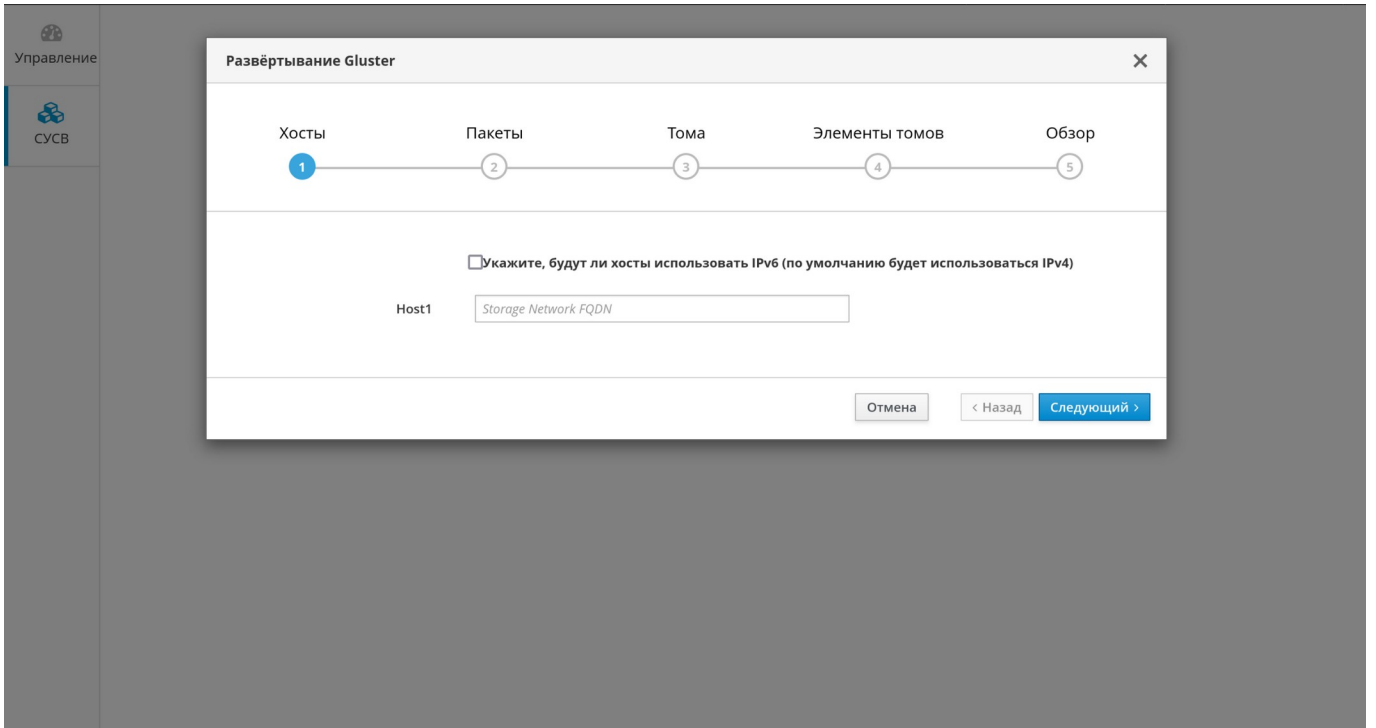 Управление
СУСВ
Развёртывание Gluster
Хосты
Пакеты
Тома
Элементы томов
Обзор
1
2
3
4
5
Укажите, будут ли хосты использовать IPv6 (по умолчанию будет использоваться IPv4)
Host1
Storage Network FQDN
Отмена
< Назад
Следующий >